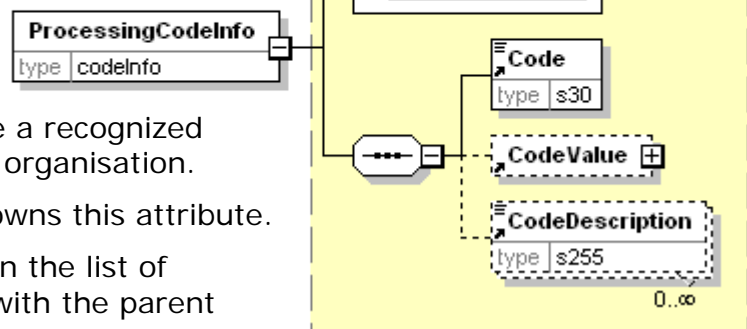 ProcessingCodeInfo
type codeInfo
e a recognized
organisation.
owns this attribute.
n the list of
with the parent
Code
type s30
CodeValue
CodeDescription
type s255
0..∞